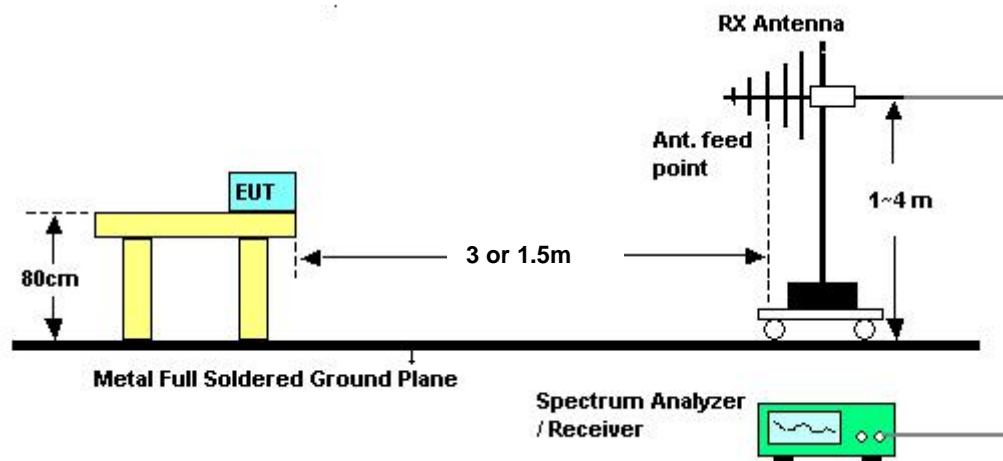 RX Antenna
Ant. feed
point
EUT
1~4 m
3 or 1.5m
80cm
Metal Full Soldered Ground Plane
Spectrum Analyzer
/ Receiver